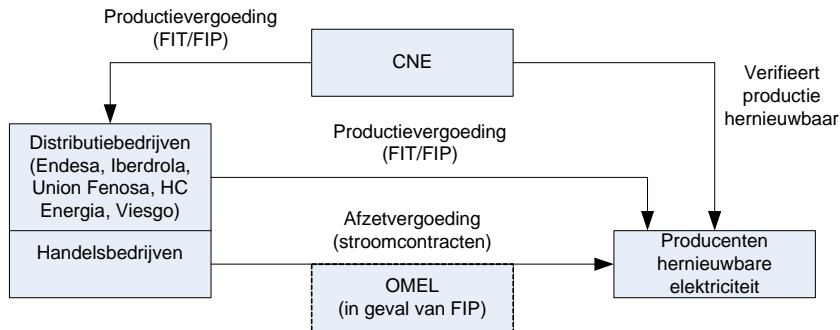 Productievergoeding
(FIT/FIP)
CNE
Verifieert
productie
hernieuwbaar
Distributiebedrijven
(Endesa, Iberdrola,
Union Fenosa, HC
Energia, Viesgo)
Productievergoeding
(FIT/FIP)
Handelsbedrijven
Afzetvergoeding
(stroomcontracten)
OMEL
(in geval van FIP)
Producenten
hernieuwbare
elektriciteit